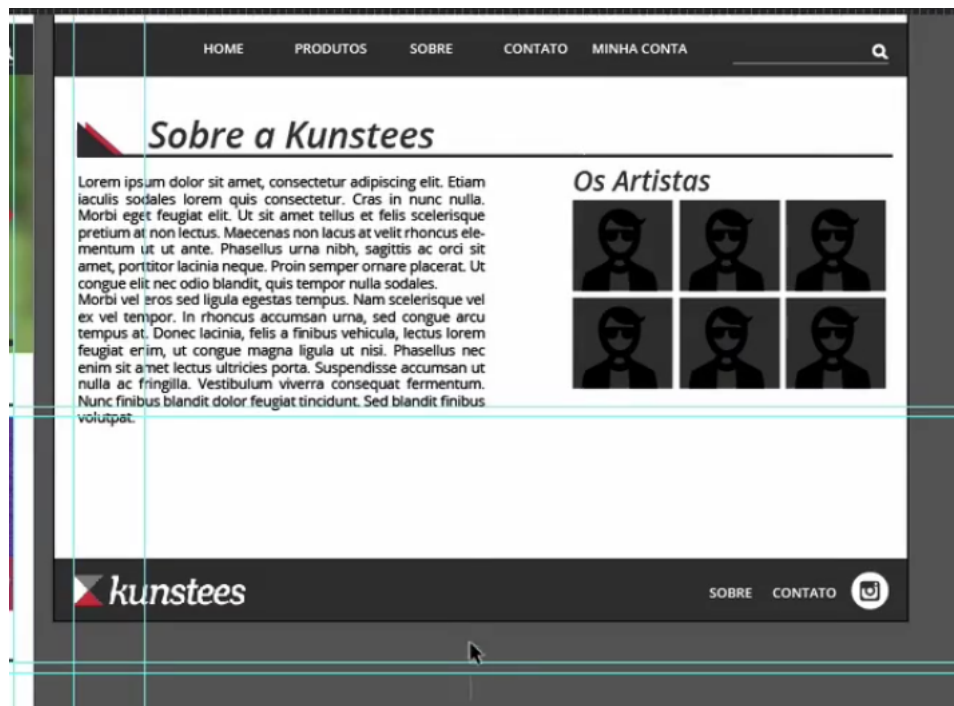 HOME PRODUTOS SOBRE CONTATO MINHA CONTA
Sobre a Kunstees
Lorem ipsum dolor sit amet, consectetur adipiscing elit. Etiam
iaculis sodales lorem quis consectetur. Cras in nunc nulla.
Morbi eget feugiat elit. Ut sit amet tellus et felis scelerisque
pretium at non lectus. Maecenas non lacus at velit rhoncus ele-
mentum ut ut ante. Phasellus urna nibh, sagittis ac orci sit
amet, porttitor lacinia neque. Proin semper ornare placerat. Ut
congue elit nec odio blandit, quis tempor nulla sodales.
Morbi vel eros sed ligula egestas tempus. Nam scelerisque vel
ex vel tempor. In rhoncus accumsan urna, sed congue arcu
tempus at. Donec lacinia, felis a finibus vehicula, lectus lorem
feugiat enim, ut congue magna ligula ut nisi. Phasellus nec
enim sit amet lectus ultricies porta. Suspendisse accumsan ut
nulla ac fringilla. Vestibulum viverra consequat fermentum.
Nunc finibus blandit dolor feugiat tincidunt. Sed blandit finibus
volutpat.
Os Artistas
kunstees
SOBRE CONTATO